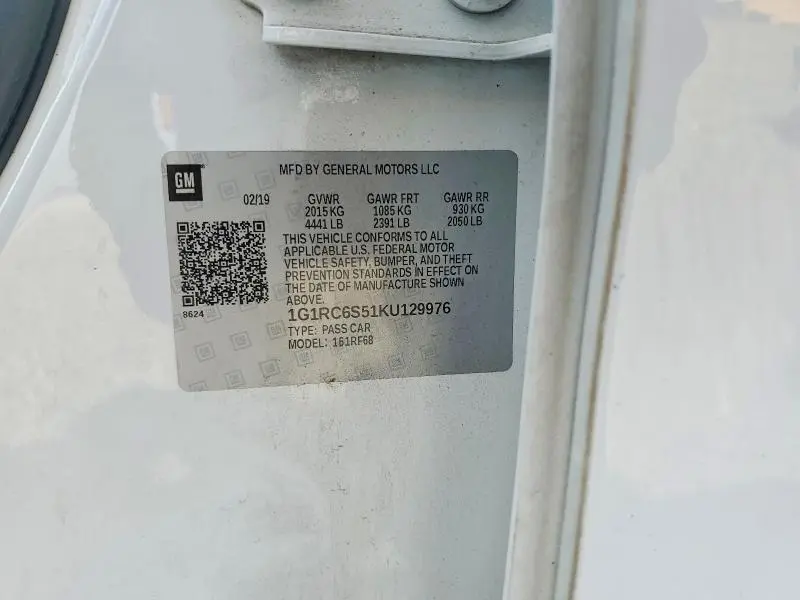 GM
MFD BY GENERAL MOTORS LLC
02/19 GVWR GAWR FRT GAWR RR
2015 KG 1085 KG 930 KG
4441 LB 2391 LB 2050 LB
THIS VEHICLE CONFORMS TO ALL
APPLICABLE U.S. FEDERAL MOTOR
VEHICLE SAFETY, BUMPER, AND THEFT
PREVENTION STANDARDS IN EFFECT ON
THE DATE OF MANUFACTURE SHOWN
ABOVE.
8624
1G1RC6S51KU129976
TYPE: PASS CAR
MODEL: 161RF68